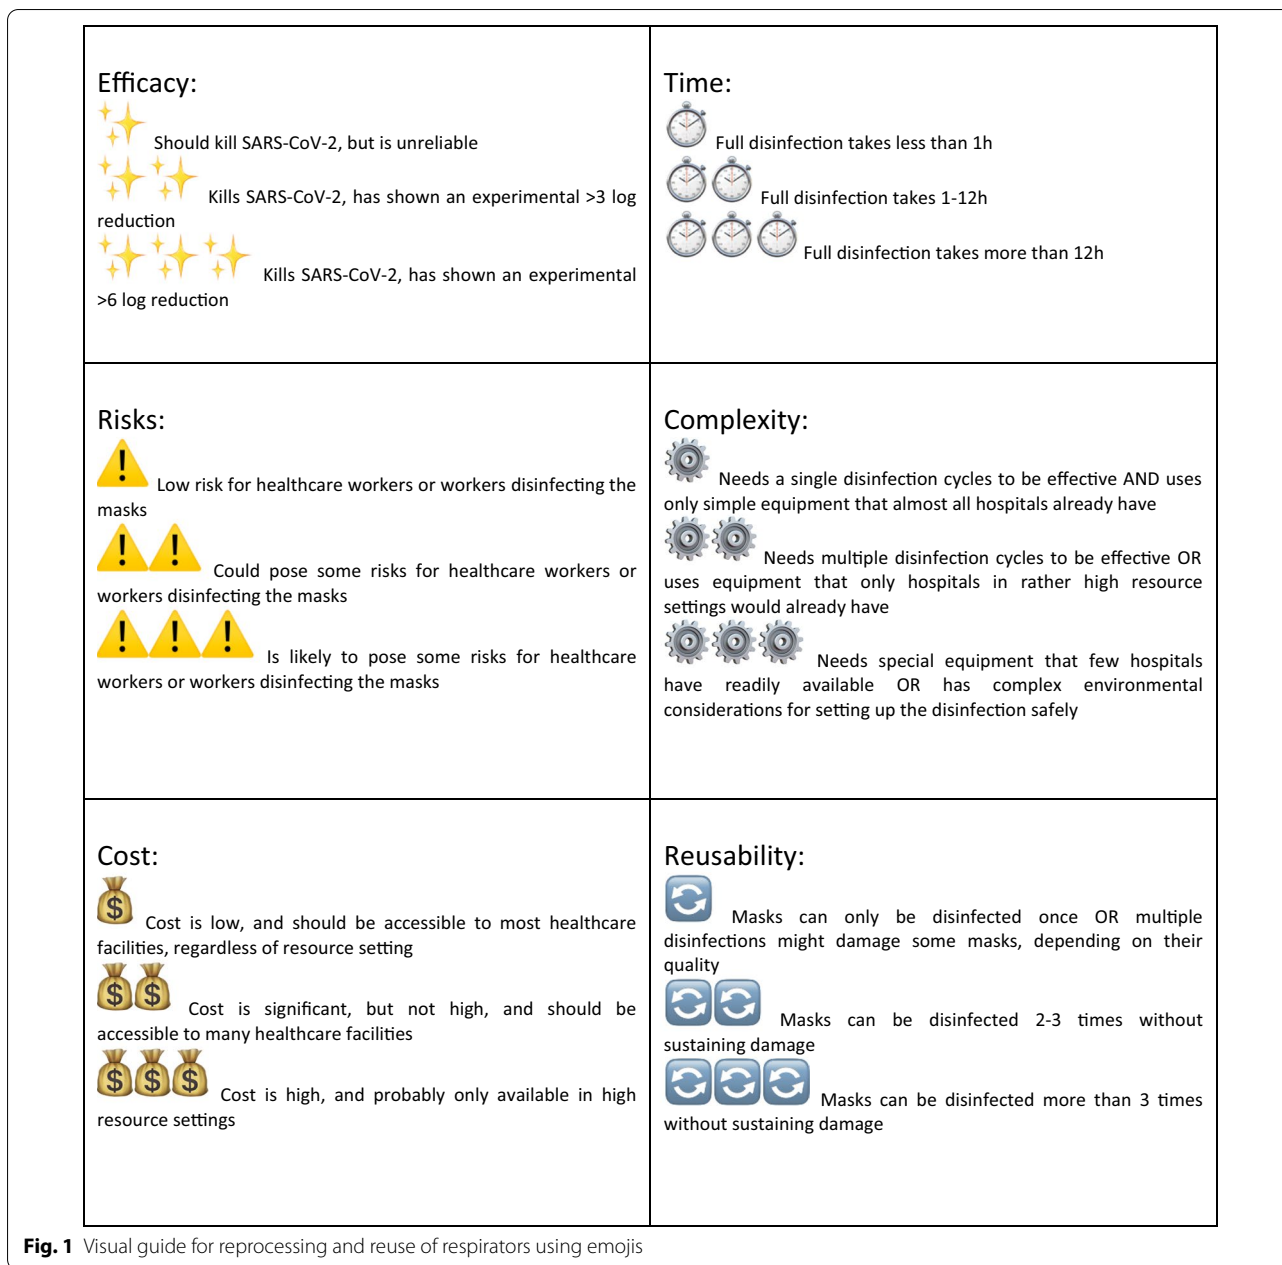 Efficacy:
Should kill SARS-CoV-2, but is unreliable
Kills SARS-CoV-2, has shown an experimental >3 log
reduction
Kills SARS-CoV-2, has shown an experimental
>6 log reduction
Time:
Full disinfection takes less than 1h
Full disinfection takes 1-12h
Full disinfection takes more than 12h
Risks:
Low risk for healthcare workers or workers disinfecting the
masks
Could pose some risks for healthcare workers or
workers disinfecting the masks
Is likely to pose some risks for healthcare
workers or workers disinfecting the masks
Complexity:
Needs a single disinfection cycles to be effective AND uses
only simple equipment that almost all hospitals already have
Needs multiple disinfection cycles to be effective OR
uses equipment that only hospitals in rather high resource
settings would already have
Needs special equipment that few hospitals
have readily available OR has complex environmental
considerations for setting up the disinfection safely
Cost:
Cost is low, and should be accessible to most healthcare
facilities, regardless of resource setting
Cost is significant, but not high, and should be
accessible to many healthcare facilities
Cost is high, and probably only available in high
resource settings
Reusability:
Masks can only be disinfected once OR multiple
disinfections might damage some masks, depending on their
quality
Masks can be disinfected 2-3 times without
sustaining damage
Masks can be disinfected more than 3 times
without sustaining damage
Fig. 1 Visual guide for reprocessing and reuse of respirators using emojis